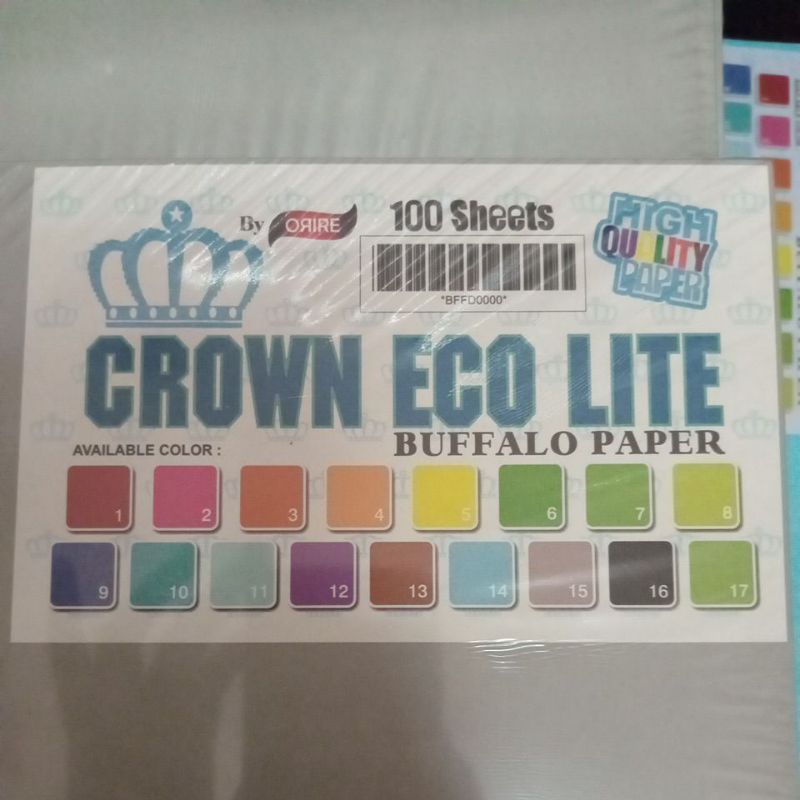 By OЯIRE
100 Sheets
*BFFD0000*
HIGH
QUALITY
PAPER
CROWN ECO LITE
BUFFALO PAPER
AVAILABLE COLOR :
1 2 3 4 5 6 7 8
9 10 11 12 13 14 15 16 17